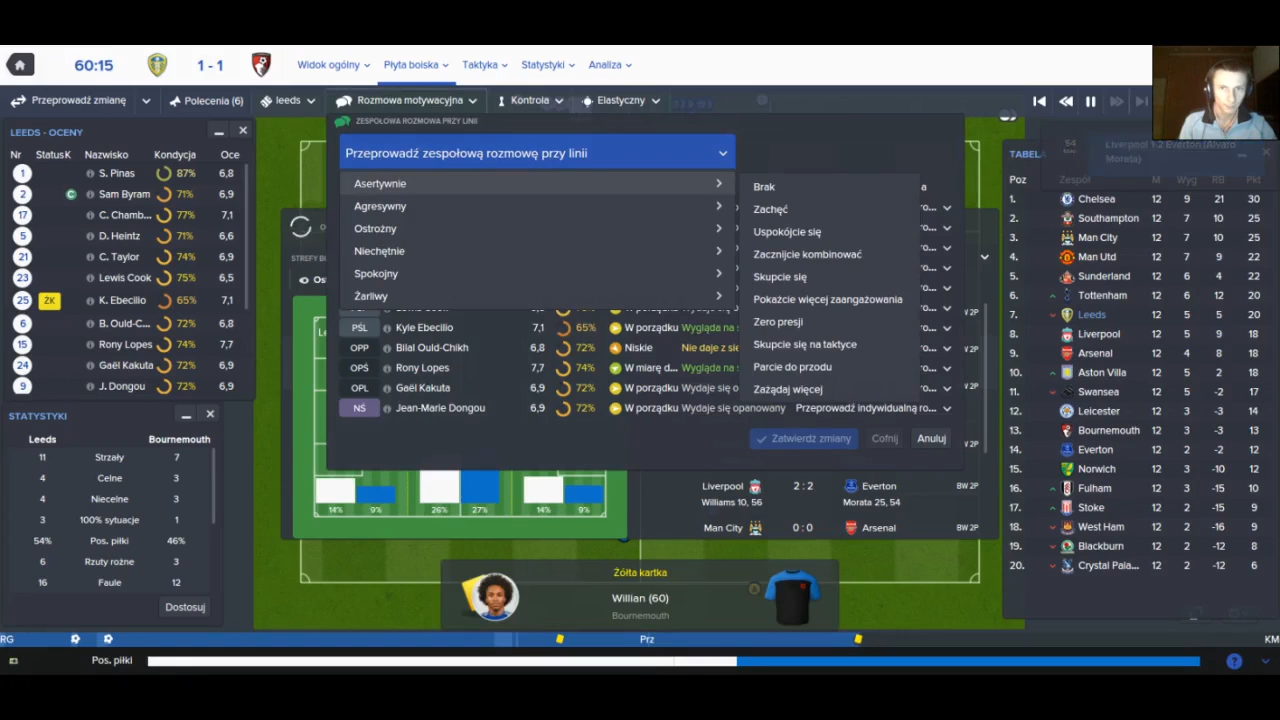 60:15
1 - 1
Widok ogólny
Płyta boiska
Taktyka
Statystyki
Analiza
Przeprowadź zmianę
Polecenia (6)
leeds
Rozmowa motywacyjna
Kontrola
Elastyczny
ZESPOŁOWA ROZMOWA PRZY LINII
Przeprowadź zespołową rozmowę przy linii
Asertywnie
Agresywny
Ostrożny
Niechętnie
Spokojny
Żarliwy
Brak
Zachęć
Uspokójcie się
Zacznijcie kombinować
Skupcie się
Pokażcie więcej zaangażowania
Zero presji
Skupcie się na taktyce
Parcie do przodu
Zażądaj więcej
LEEDS - OCENY
Nr StatusK Nazwisko Kondycja Oce
1 S. Pinas 87% 6,8
2 C Sam Byram 71% 6,9
17 C. Chamb... 77% 7,1
5 D. Heintz 71% 6,6
21 C. Taylor 74% 6,9
23 Lewis Cook 75% 6,5
25 ŻK K. Ebecilio 65% 7,1
6 B. Ould-C... 72% 6,8
15 Rony Lopes 74% 7,7
24 Gaël Kakuta 72% 6,9
9 J. Dongou 72% 6,9
STATYSTYKI
Leeds Bournemouth
11 Strzały 7
4 Celne 3
4 Niecelne 3
3 100% sytuacje 1
54% Pos. piłki 46%
6 Rzuty rożne 3
16 Faule 12
Dostosuj
PŚL Kyle Ebecilio 7,1 65% W porządku Wygląda na s
OPP Bilal Ould-Chikh 6,8 72% Niskie Nie daje z sie
OPŚ Rony Lopes 7,7 74% W miarę d... Wygląda na s
OPL Gaël Kakuta 6,9 72% W porządku Wydaje się o
NŚ Jean-Marie Dongou 6,9 72% W porządku Wydaje się opanowany Przeprowadź indywidualną ro...
Zatwierdź zmiany
Cofnij
Anuluj
14% 9% 26% 27% 14% 9%
Liverpool 2:2 Everton
Williams 10, 56 Morata 25, 54
Man City 0:0 Arsenal
BW 2P
BW 2P
Żółta kartka
Willian (60)
Bournemouth
54
Liverpool 1-2 Everton (Alvaro Morata)
TABELA
Poz Zespół M Wyg RB Pkt
1. Chelsea 12 9 21 30
2. Southampton 12 7 10 25
3. Man City 12 7 10 25
4. Man Utd 12 7 9 22
5. Sunderland 12 6 4 22
6. Tottenham 12 6 12 20
7. Leeds 12 5 5 20
8. Liverpool 12 5 9 18
9. Arsenal 12 4 8 18
10. Aston Villa 12 5 2 18
11. Swansea 12 5 -2 17
12. Leicester 12 3 -3 14
13. Bournemouth 12 3 -3 13
14. Everton 12 2 -2 12
15. Norwich 12 3 -10 12
16. Fulham 12 3 -15 10
17. Stoke 12 2 -15 9
18. West Ham 12 2 -16 9
19. Blackburn 12 2 -12 8
20. Crystal Pala... 12 2 -12 6
RG
Prz
KM
Pos. piłki